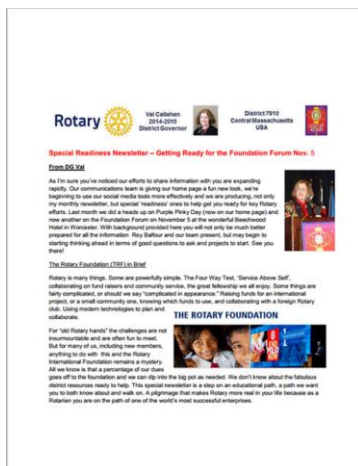 Rotary
Val Callahan
2014-2015
District Governor
District 7910
Central Massachusetts
USA
Special Readiness Newsletter – Getting Ready for the Foundation Forum Nov. 5
From DG Val
As I'm sure you've noticed our efforts to share information with you are expanding
rapidly. Our communications team is giving our home page a fun new look, we're
beginning to use our social media tools more effectively and we are producing, not only
my monthly newsletter, but special 'readiness' ones to help get you ready for key Rotary
efforts. Last month we did a heads up on Purple Pinky Day (now on our home page) and
now another on the Foundation Forum on November 5 at the wonderful Beechwood
Hotel in Worcester. With background provided here you will not only be much better
prepared for all the information Roy Balfour and our team present, but may begin to
starting thinking ahead in terms of good questions to ask and projects to start. See you
there!
The Rotary Foundation (TRF) in Brief
Rotary is many things. Some are powerfully simple. The Four Way Test, 'Service Above Self',
collaborating on fund raisers and community service, the great fellowship we all enjoy. Some things are
fairly complicated, or should we say "complicated in appearance." Raising funds for an international
project, or a small community one, knowing which funds to use, and collaborating with a foreign Rotary
club. Using modern technologies to plan and
collaborate.
THE ROTARY FOUNDATION
For "old Rotary hands" the challenges are not
insurmountable and are often fun to meet.
But for many of us, including new members,
anything to do with this and the Rotary
International Foundation remains a mystery.
All we know is that a percentage of our dues
goes off to the foundation and we can dip into the big pot as needed. We don't know about the fabulous
district resources ready to help. This special newsletter is a step on an educational path, a path we want
you to both know about and walk on. A pilgrimage that makes Rotary more real in your life because as a
Rotarian you are on the path of one of the world's most successful enterprises.